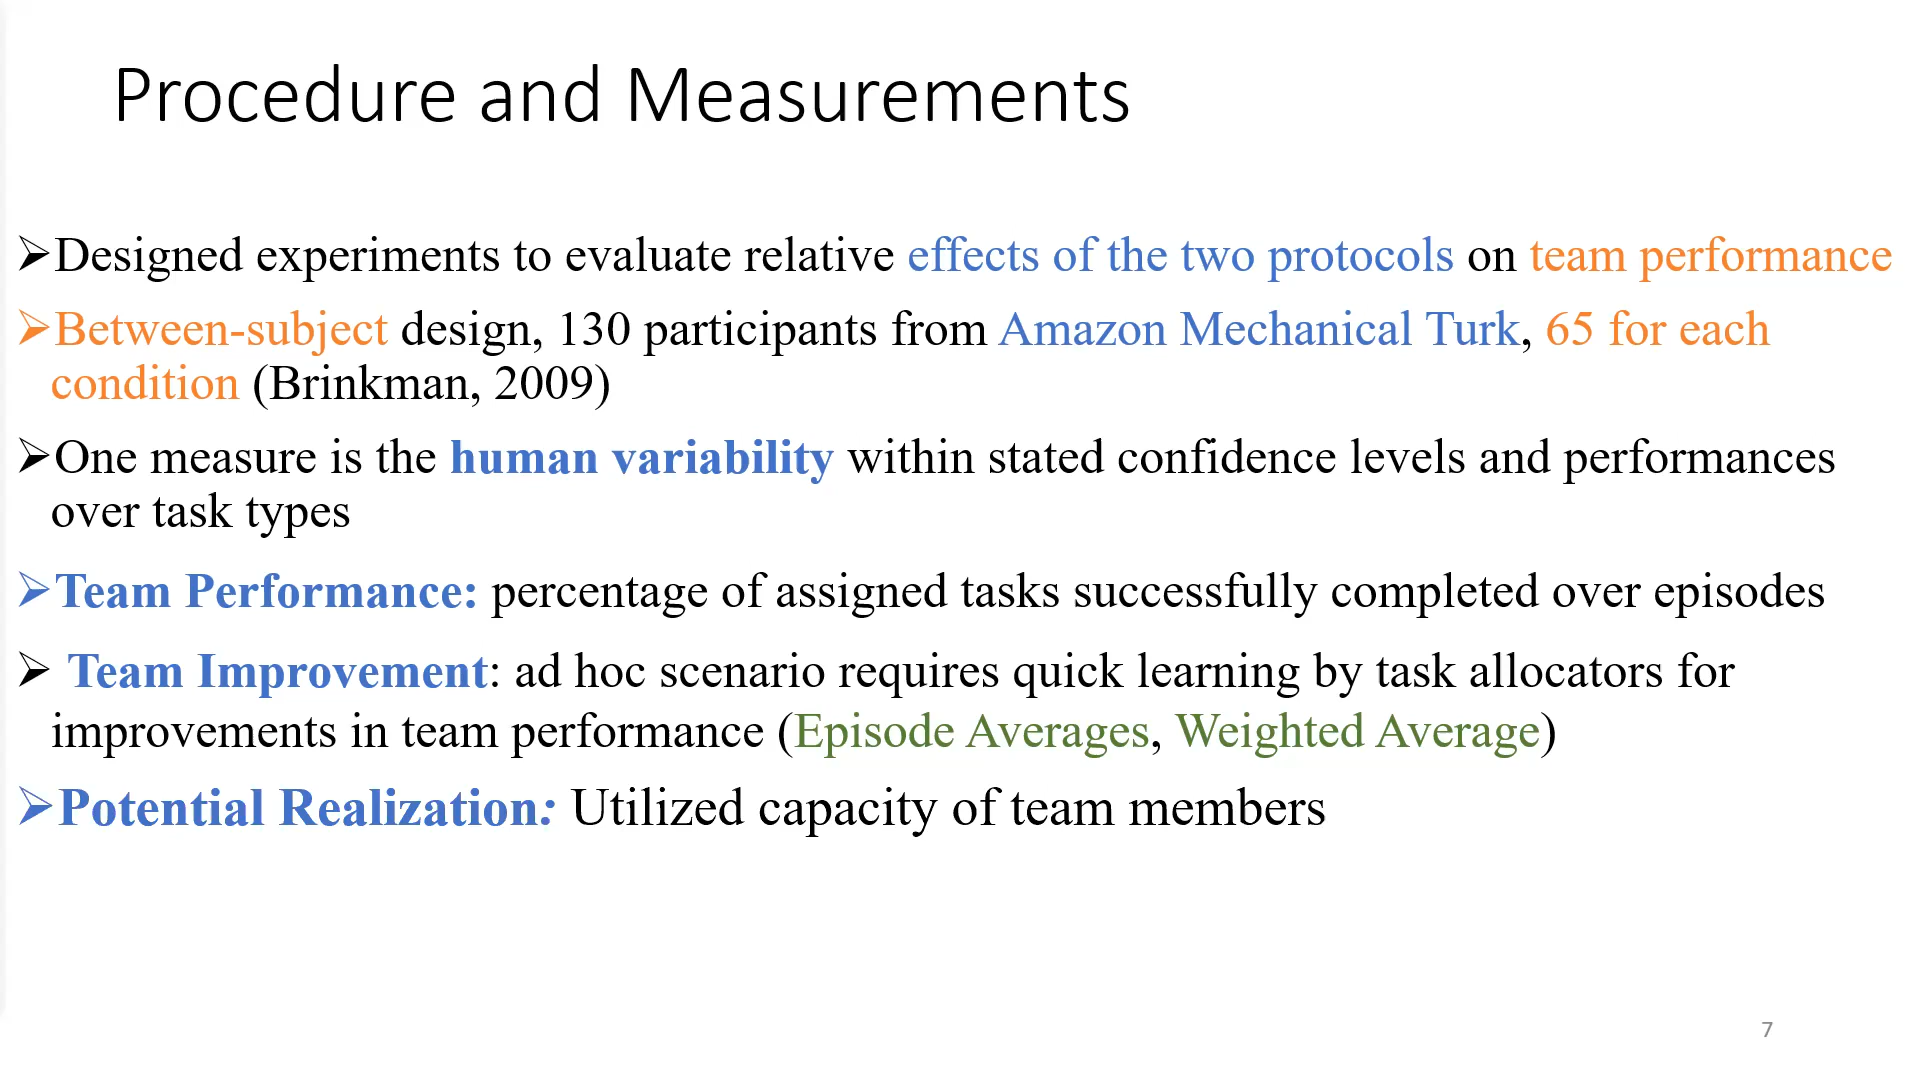 Procedure and Measurements
➢Designed experiments to evaluate relative effects of the two protocols on team performance
➢Between-subject design, 130 participants from Amazon Mechanical Turk, 65 for each
condition (Brinkman, 2009)
➢One measure is the human variability within stated confidence levels and performances
over task types
➢Team Performance: percentage of assigned tasks successfully completed over episodes
➢ Team Improvement: ad hoc scenario requires quick learning by task allocators for
improvements in team performance (Episode Averages, Weighted Average)
➢Potential Realization: Utilized capacity of team members
7